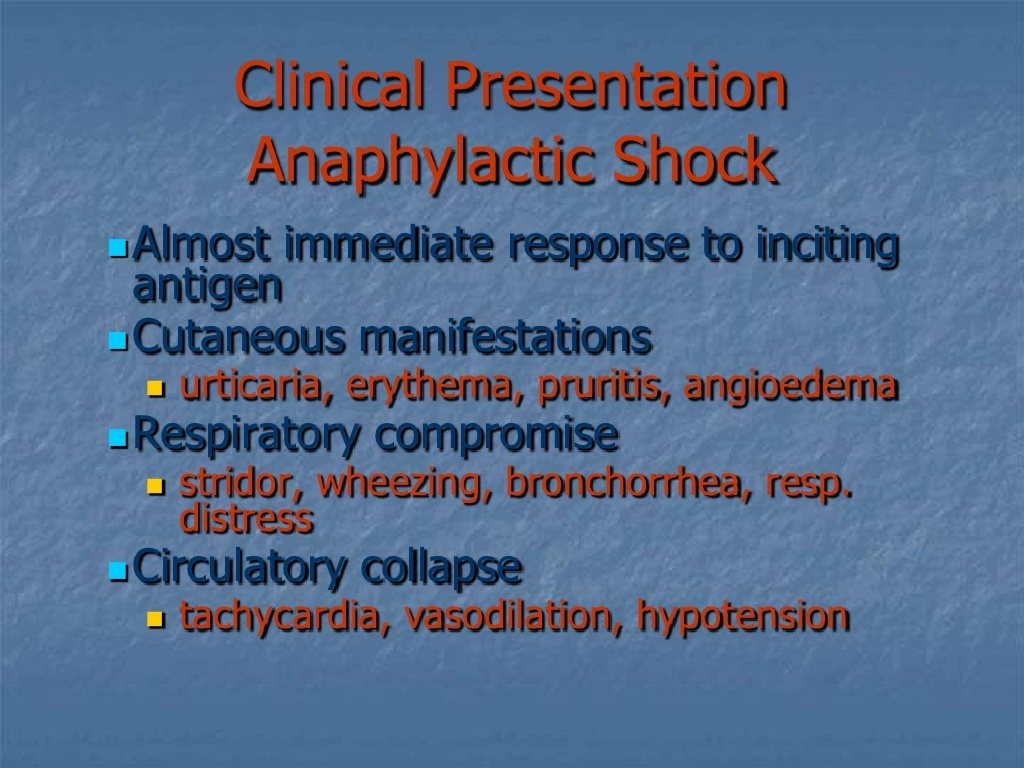 Clinical Presentation
Anaphylactic Shock
Almost immediate response to inciting
antigen
Cutaneous manifestations
urticaria, erythema, pruritis, angioedema
Respiratory compromise
stridor, wheezing, bronchorrhea, resp.
distress
Circulatory collapse
tachycardia, vasodilation, hypotension